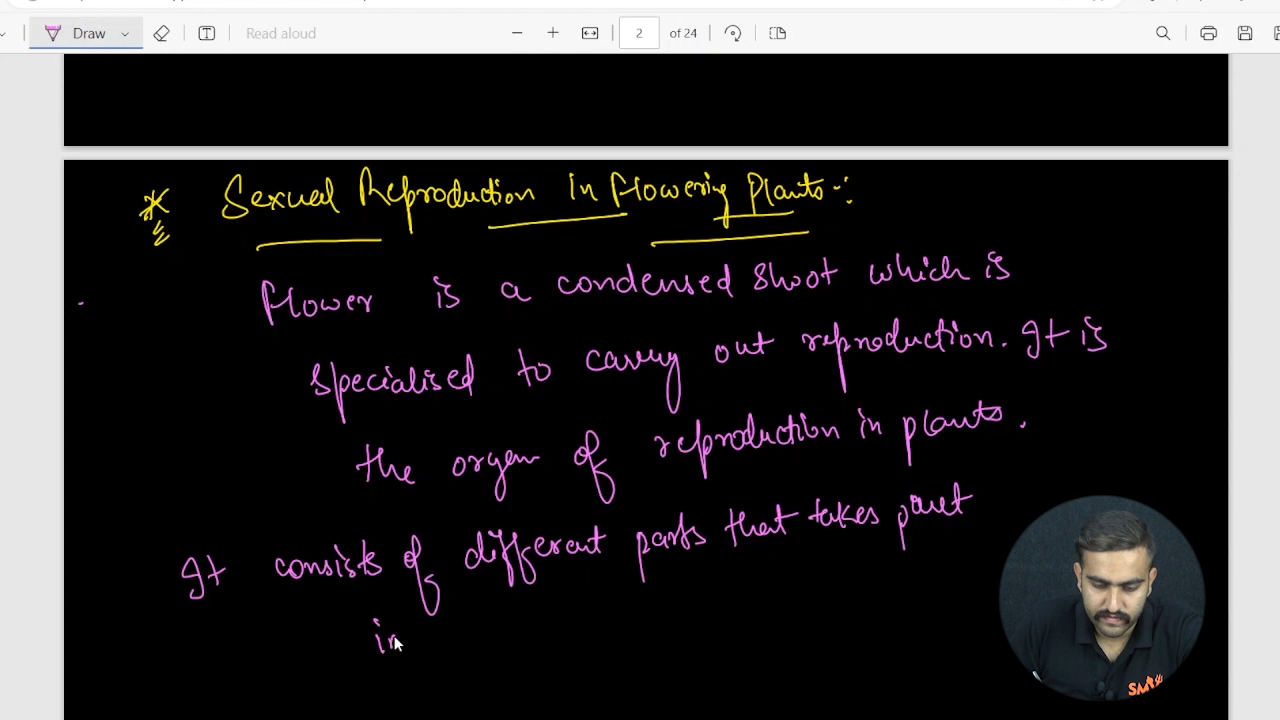 Draw
Read aloud
2 of 24
Sexual Reproduction in flowering Plants -:
flower is a condensed shoot which is
specialised to carry out reproduction. It is
the organ of reproduction in plants.
It consists of different parts that takes part
in